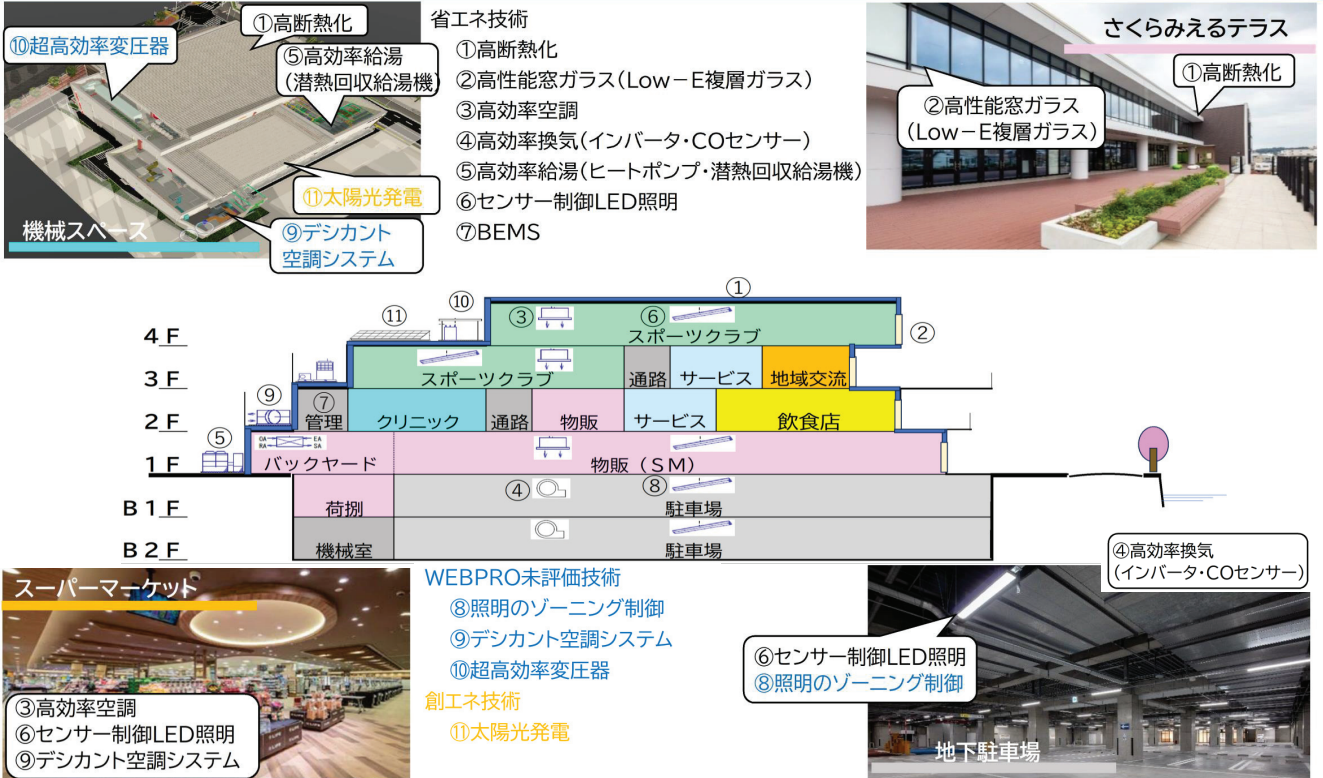 ⑩超高効率変圧器
①高断熱化
⑤高効率給湯
(潜熱回収給湯機)
⑪太陽光発電
機械スペース
⑨デシカント
空調システム
省エネ技術
①高断熱化
②高性能窓ガラス(Low－E複層ガラス)
③高効率空調
④高効率換気(インバータ・COセンサー)
⑤高効率給湯(ヒートポンプ・潜熱回収給湯機)
⑥センサー制御LED照明
⑦BEMS
さくらみえるテラス
①高断熱化
②高性能窓ガラス
(Low－E複層ガラス)
①
⑩
⑪
③
⑥
②
4 F
スポーツクラブ
3 F
スポーツクラブ
通路
サービス
地域交流
⑨
⑦
2 F
管理
クリニック
通路
物販
サービス
飲食店
⑤
OA
EA
RA
SA
1 F
バックヤード
物販（SM）
④
⑧
B 1 F
荷捌
駐車場
B 2 F
機械室
駐車場
④高効率換気
(インバータ・COセンサー)
スーパーマーケット
③高効率空調
⑥センサー制御LED照明
⑨デシカント空調システム
WEBPRO未評価技術
⑧照明のゾーニング制御
⑨デシカント空調システム
⑩超高効率変圧器
創エネ技術
⑪太陽光発電
⑥センサー制御LED照明
⑧照明のゾーニング制御
地下駐車場